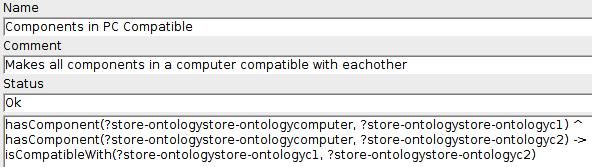 Name
Components in PC Compatible
Comment
Makes all components in a computer compatible with eachother
Status
Ok
hasComponent(?store-ontologystore-ontologycomputer, ?store-ontologystore-ontologyc1) ^
hasComponent(?store-ontologystore-ontologycomputer, ?store-ontologystore-ontologyc2) ->
isCompatibleWith(?store-ontologystore-ontologyc1, ?store-ontologystore-ontologyc2)